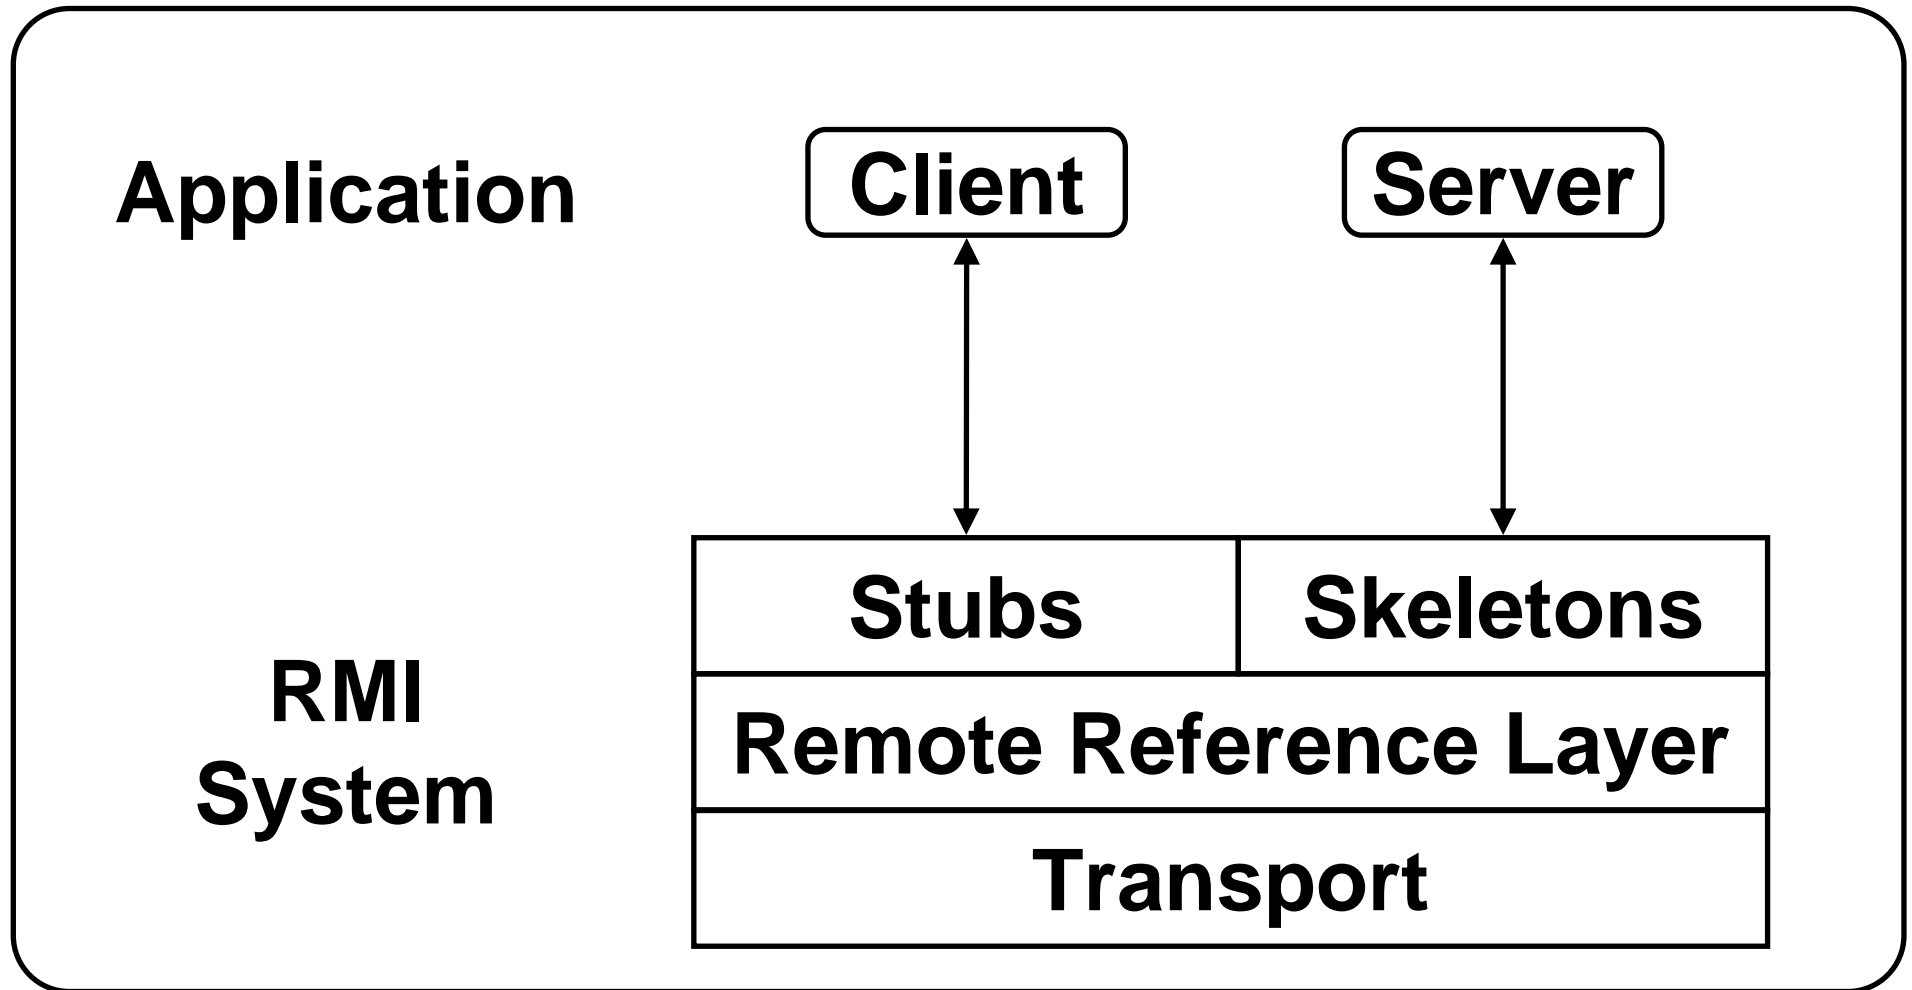 Application
Client
Server
RMI
System
Stubs
Skeletons
Remote Reference Layer
Transport